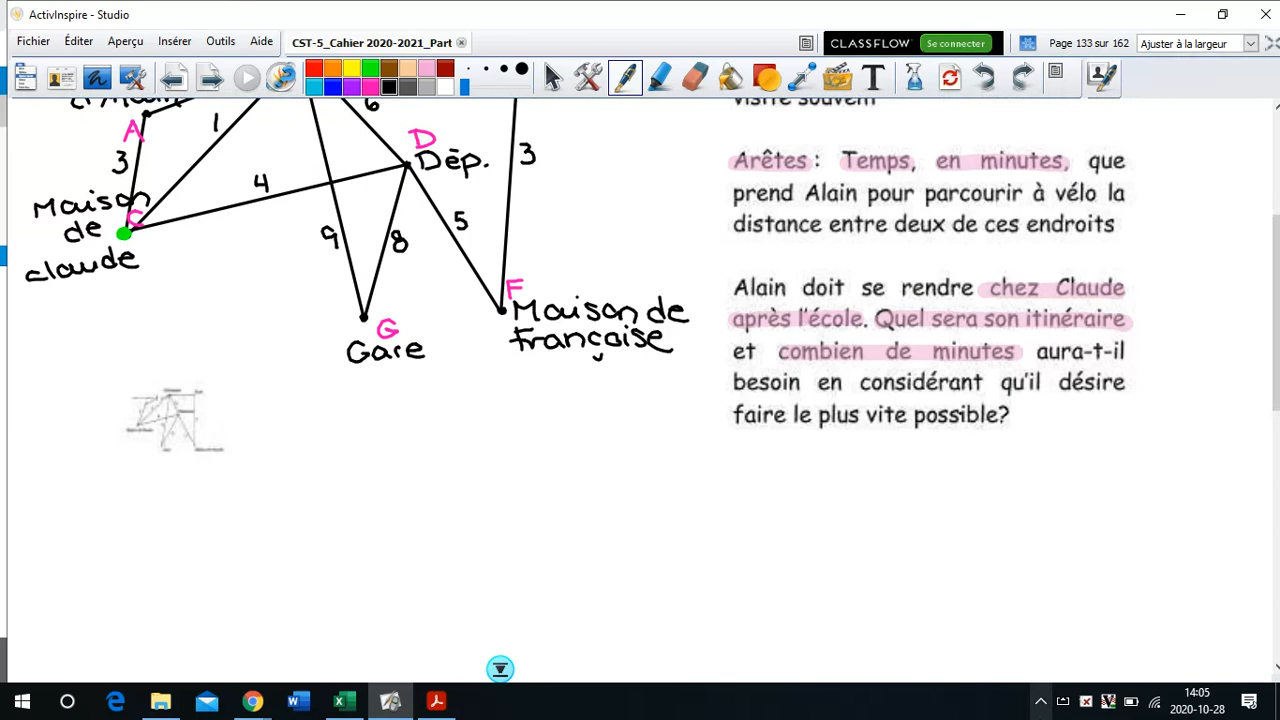 ActivInspire - Studio
Fichier Éditer Aperçu Insérer Outils Aide
CST-5_Cahier 2020-2021_Part
CLASSFLOW Se connecter
Page 133 sur 162 Ajuster à la largeur
T
A
1
6
3
D
Dép.
3
4
Maison
de
claude
C
9
8
5
F
Maison de
Françoise
G
Gare
visite souvent
Arêtes : Temps, en minutes, que
prend Alain pour parcourir à vélo la
distance entre deux de ces endroits
Alain doit se rendre chez Claude
après l'école. Quel sera son itinéraire
et combien de minutes aura-t-il
besoin en considérant qu'il désire
faire le plus vite possible?
14:05
2020-10-28